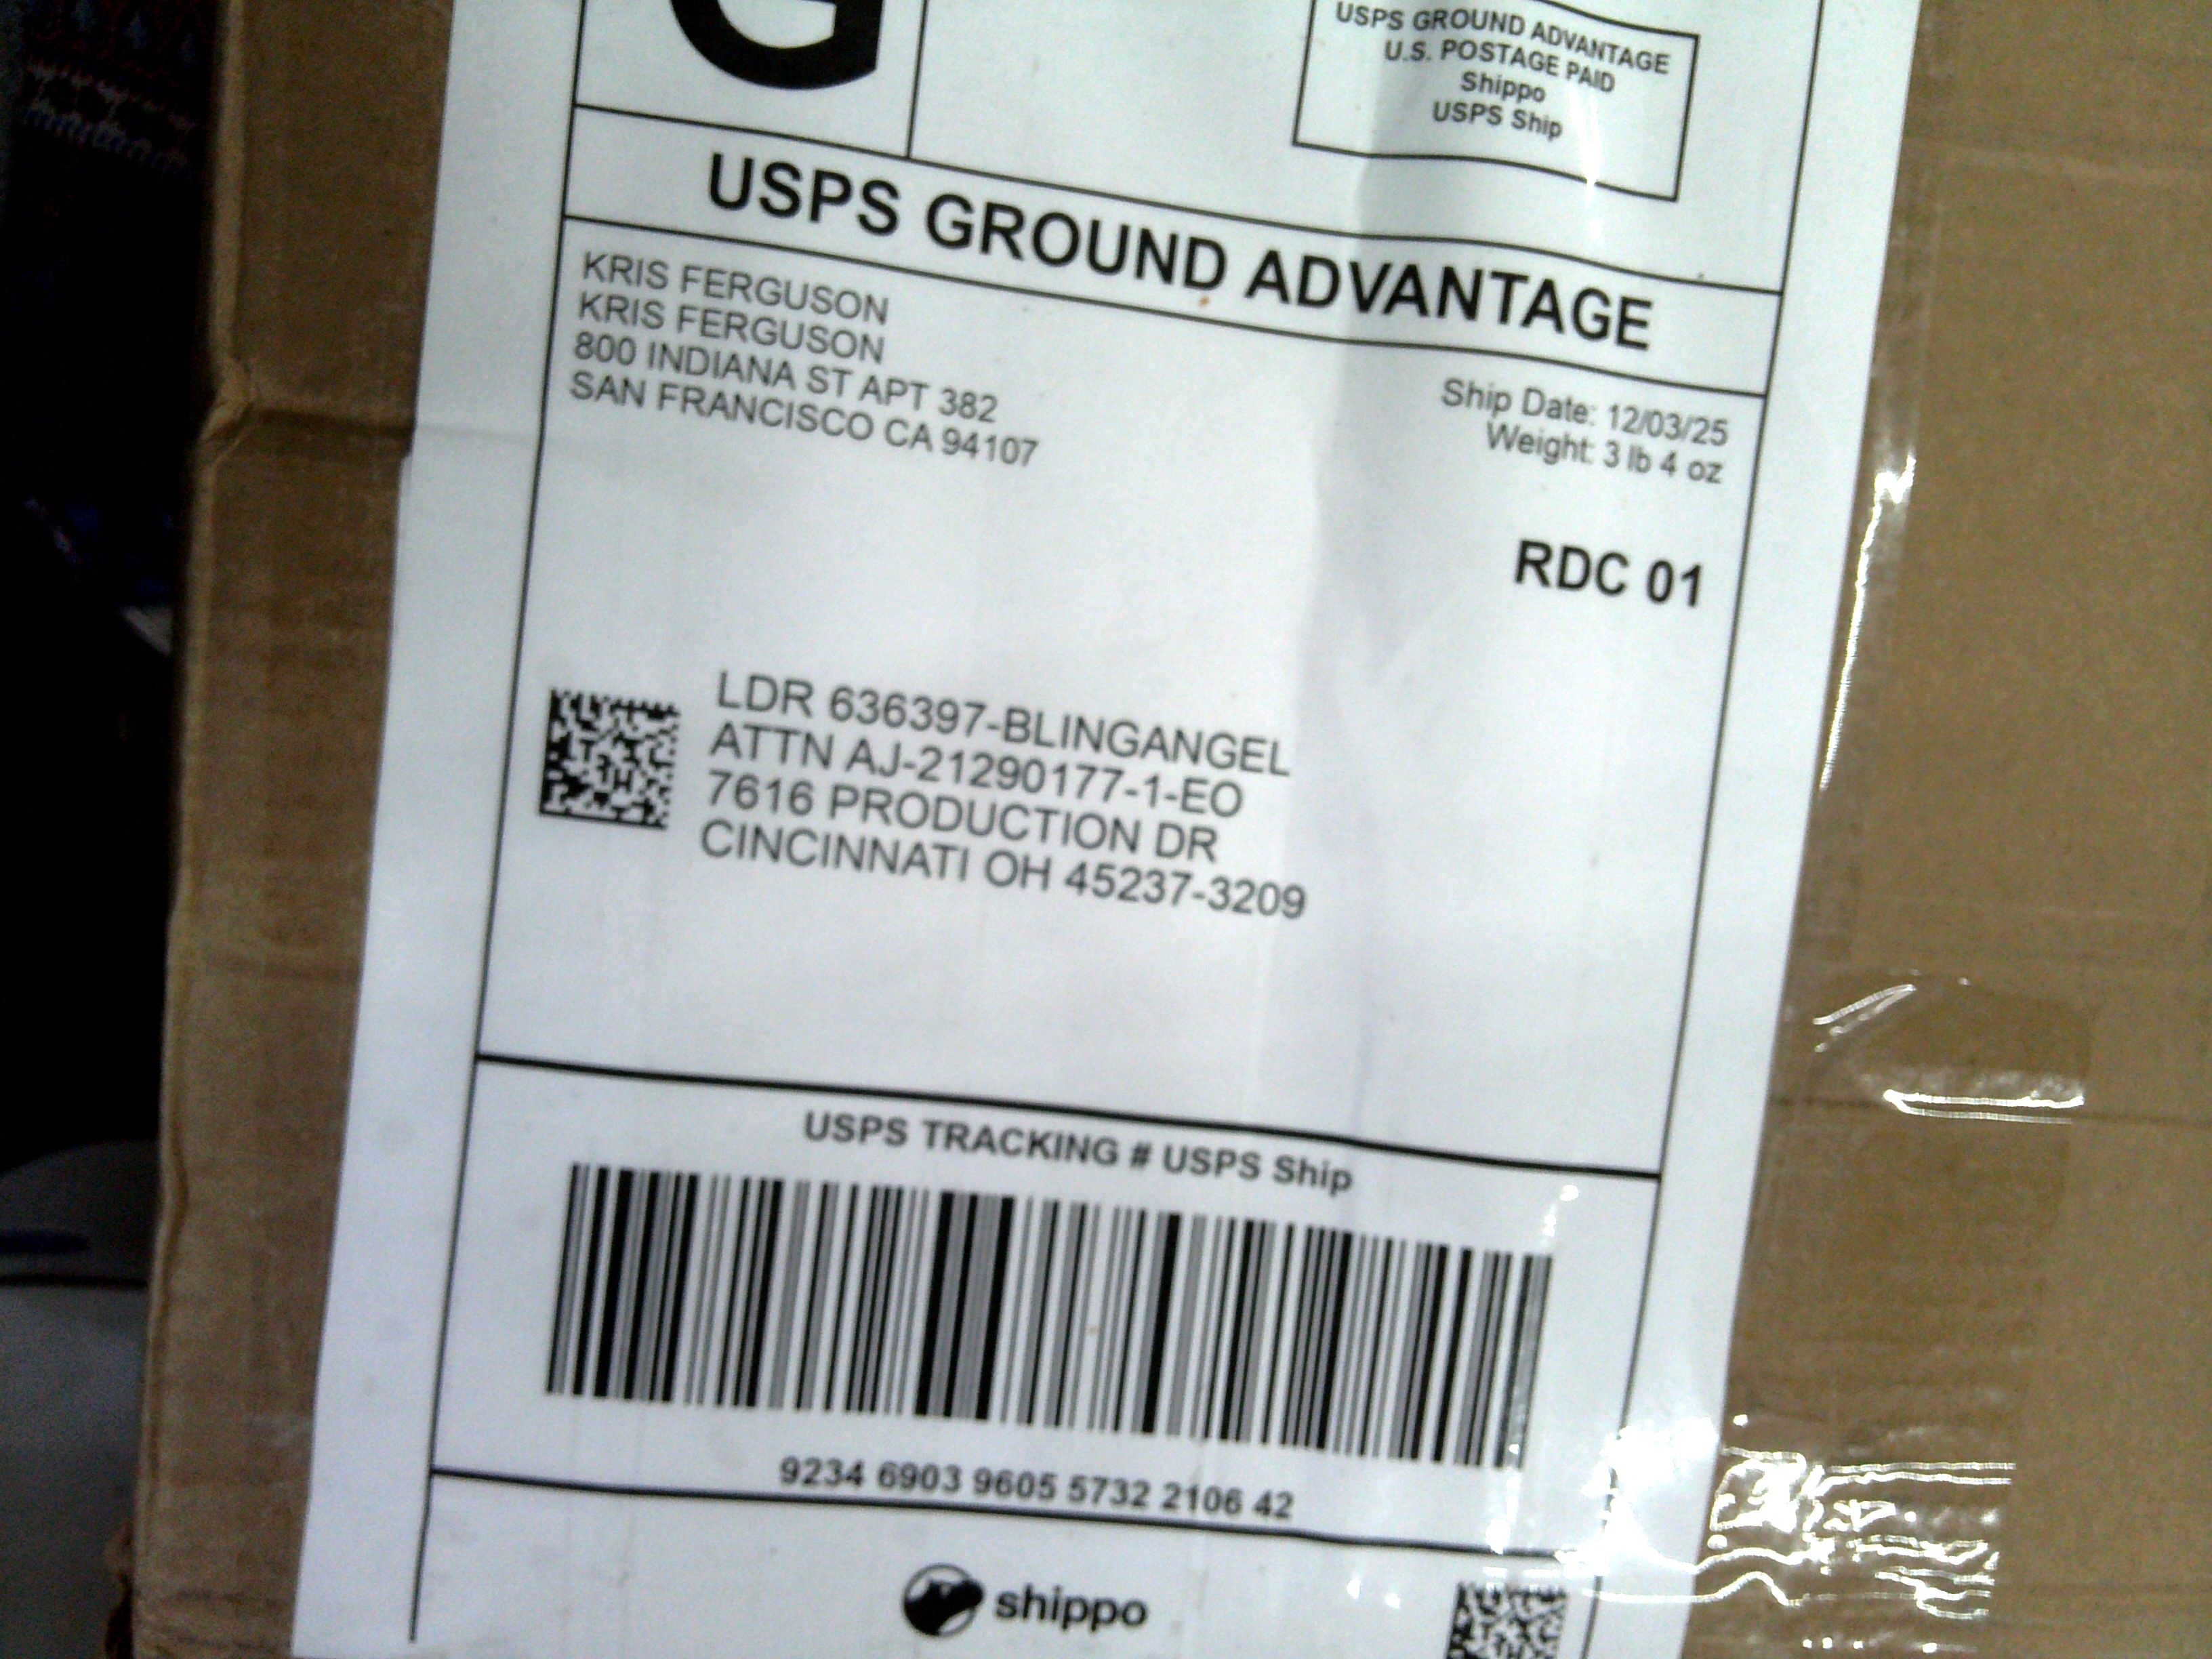 G
USPS GROUND ADVANTAGE
U.S. POSTAGE PAID
Shippo
USPS Ship
USPS GROUND ADVANTAGE
KRIS FERGUSON
KRIS FERGUSON
800 INDIANA ST APT 382
SAN FRANCISCO CA 94107
Ship Date: 12/03/25
Weight: 3 lb 4 oz
RDC 01
LDR 636397-BLINGANGEL
ATTN AJ-21290177-1-EO
7616 PRODUCTION DR
CINCINNATI OH 45237-3209
USPS TRACKING # USPS Ship
9234 6903 9605 5732 2106 42
shippo